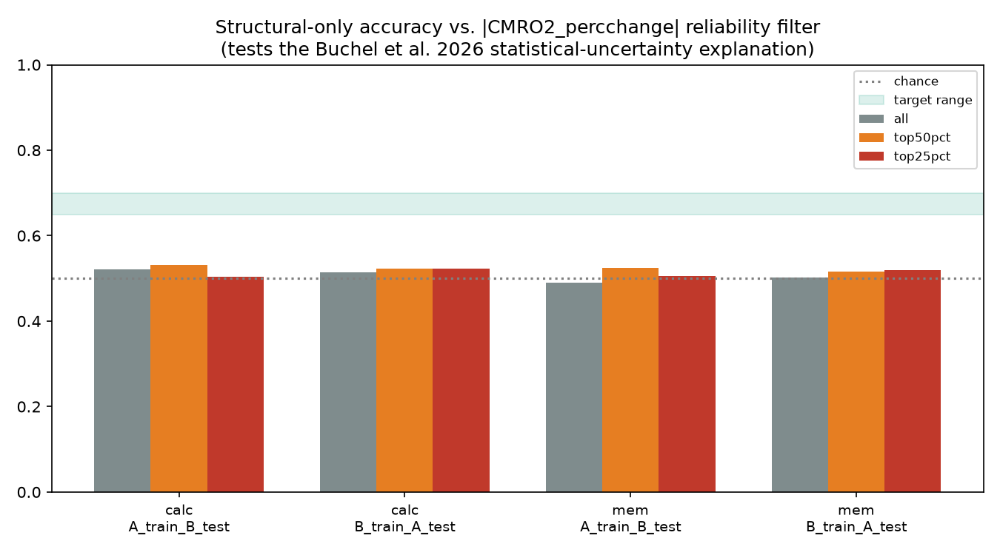 Structural-only accuracy vs. |CMRO2_percchange| reliability filter
(tests the Buchel et al. 2026 statistical-uncertainty explanation)
1.0
0.8
0.6
0.4
0.2
0.0
chance
target range
all
top50pct
top25pct
calc
A_train_B_test
calc
B_train_A_test
mem
A_train_B_test
mem
B_train_A_test